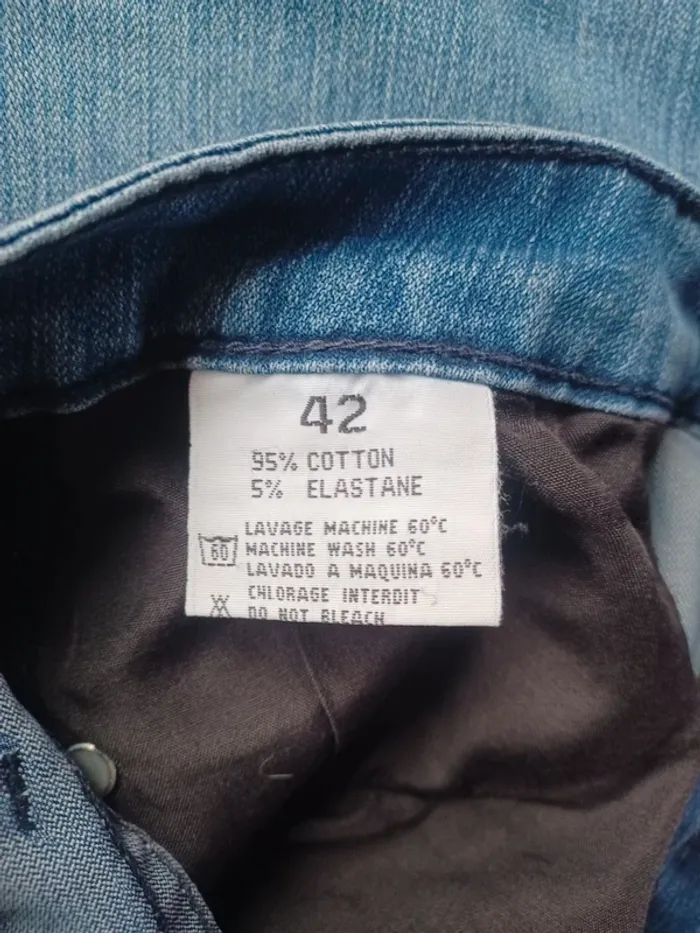 42
95% COTTON
5% ELASTANE
LAVAGE MACHINE 60°C
60 MACHINE WASH 60°C
LAVADO A MAQUINA 60°C
CHLORAGE INTERDIT
DO NOT BLEACH